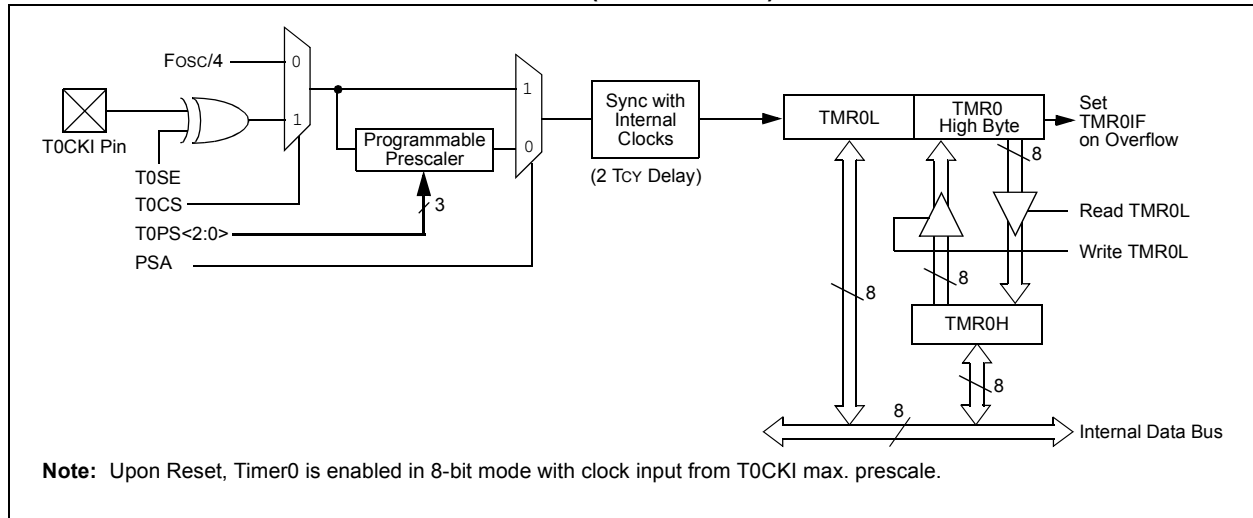 FOSC/4
0
1
T0CKI Pin
T0SE
T0CS
T0PS<2:0>
PSA
Programmable
Prescaler
3
1
0
Sync with
Internal
Clocks
(2 TCY Delay)
TMR0L
TMR0
High Byte
Set
TMR0IF
on Overflow
8
Read TMR0L
Write TMR0L
8
8
TMR0H
8
8
Internal Data Bus
Note: Upon Reset, Timer0 is enabled in 8-bit mode with clock input from T0CKI max. prescale.